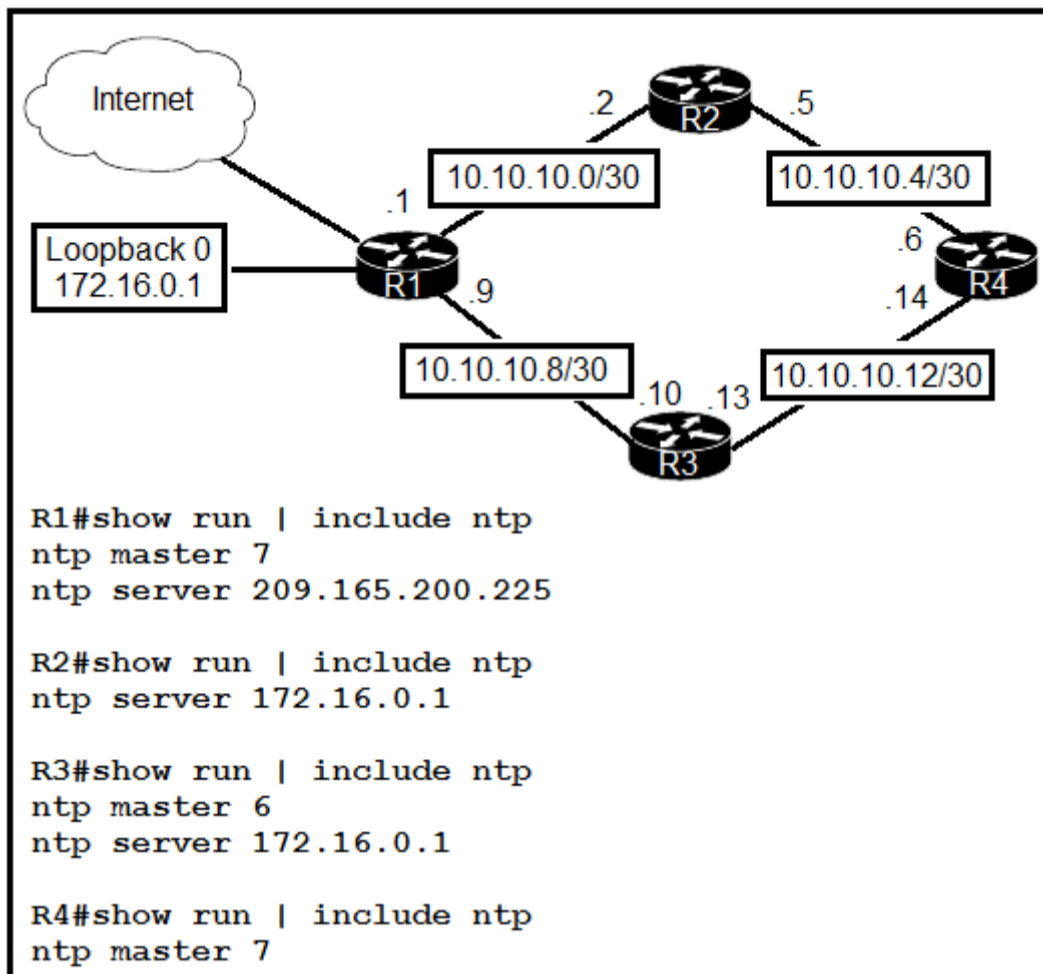 Internet
R2
.2
.5
10.10.10.0/30
10.10.10.4/30
.1
.6
Loopback 0
172.16.0.1
R1
R4
.9
.14
10.10.10.8/30
10.10.10.12/30
.10
.13
R3
R1#show run | include ntp
ntp master 7
ntp server 209.165.200.225
R2#show run | include ntp
ntp server 172.16.0.1
R3#show run | include ntp
ntp master 6
ntp server 172.16.0.1
R4#show run | include ntp
ntp master 7